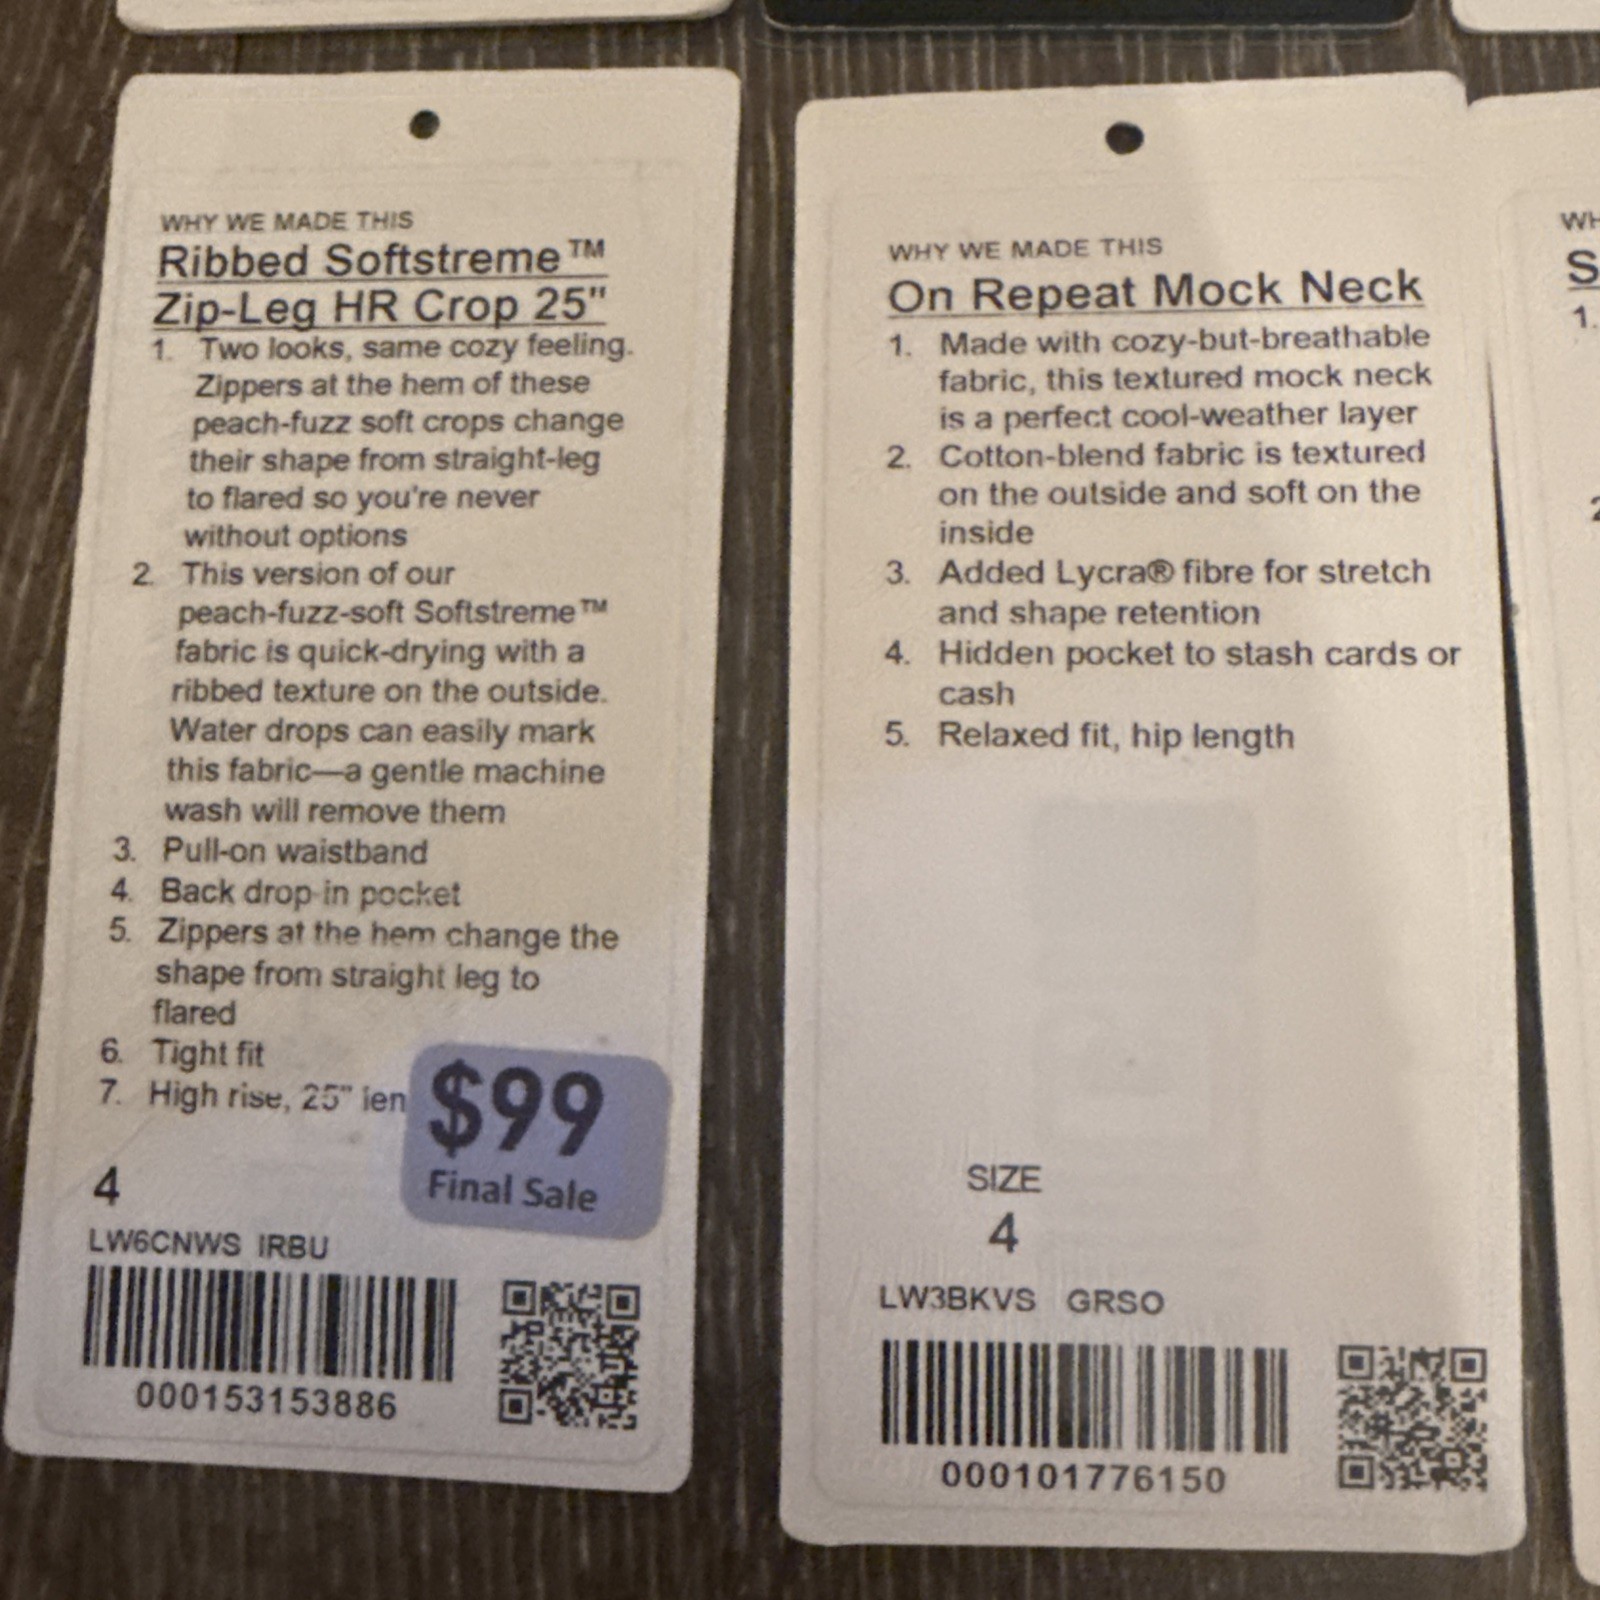 WHY WE MADE THIS
Ribbed Softstreme™
Zip-Leg HR Crop 25"
1. Two looks, same cozy feeling.
Zippers at the hem of these
peach-fuzz soft crops change
their shape from straight-leg
to flared so you're never
without options
2. This version of our
peach-fuzz-soft Softstreme™
fabric is quick-drying with a
ribbed texture on the outside.
Water drops can easily mark
this fabric—a gentle machine
wash will remove them
3. Pull-on waistband
4. Back drop-in pocket
5. Zippers at the hem change the
shape from straight leg to
flared
6. Tight fit
7. High rise, 25" len
$99
Final Sale
4
LW6CNWS IRBU
000153153886
WHY WE MADE THIS
On Repeat Mock Neck
1. Made with cozy-but-breathable
fabric, this textured mock neck
is a perfect cool-weather layer
2. Cotton-blend fabric is textured
on the outside and soft on the
inside
3. Added Lycra® fibre for stretch
and shape retention
4. Hidden pocket to stash cards or
cash
5. Relaxed fit, hip length
SIZE
4
LW3BKVS GRSO
000101776150
WH
S
1.
2